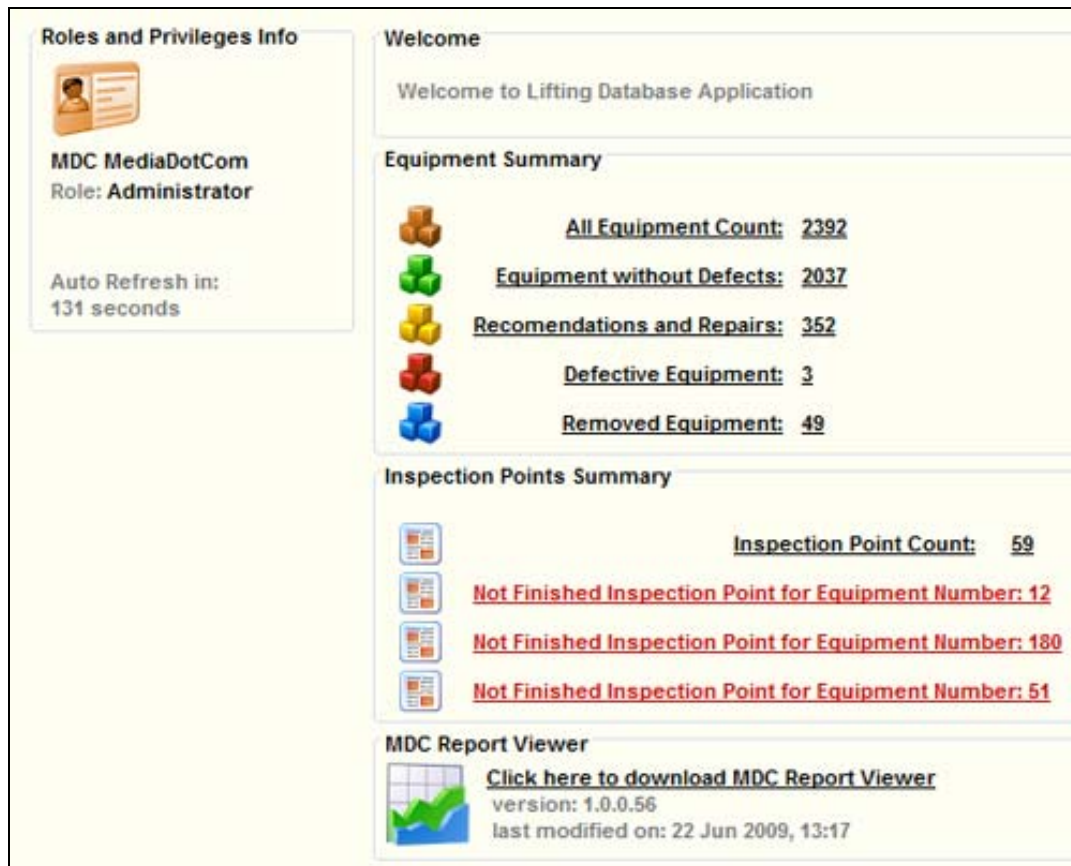 Roles and Privileges Info
MDC MediaDotCom
Role: Administrator
Auto Refresh in:
131 seconds
Welcome
Welcome to Lifting Database Application
Equipment Summary
All Equipment Count: 2392
Equipment without Defects: 2037
Recomendations and Repairs: 352
Defective Equipment: 3
Removed Equipment: 49
Inspection Points Summary
Inspection Point Count: 59
Not Finished Inspection Point for Equipment Number: 12
Not Finished Inspection Point for Equipment Number: 180
Not Finished Inspection Point for Equipment Number: 51
MDC Report Viewer
Click here to download MDC Report Viewer
version: 1.0.0.56
last modified on: 22 Jun 2009, 13:17